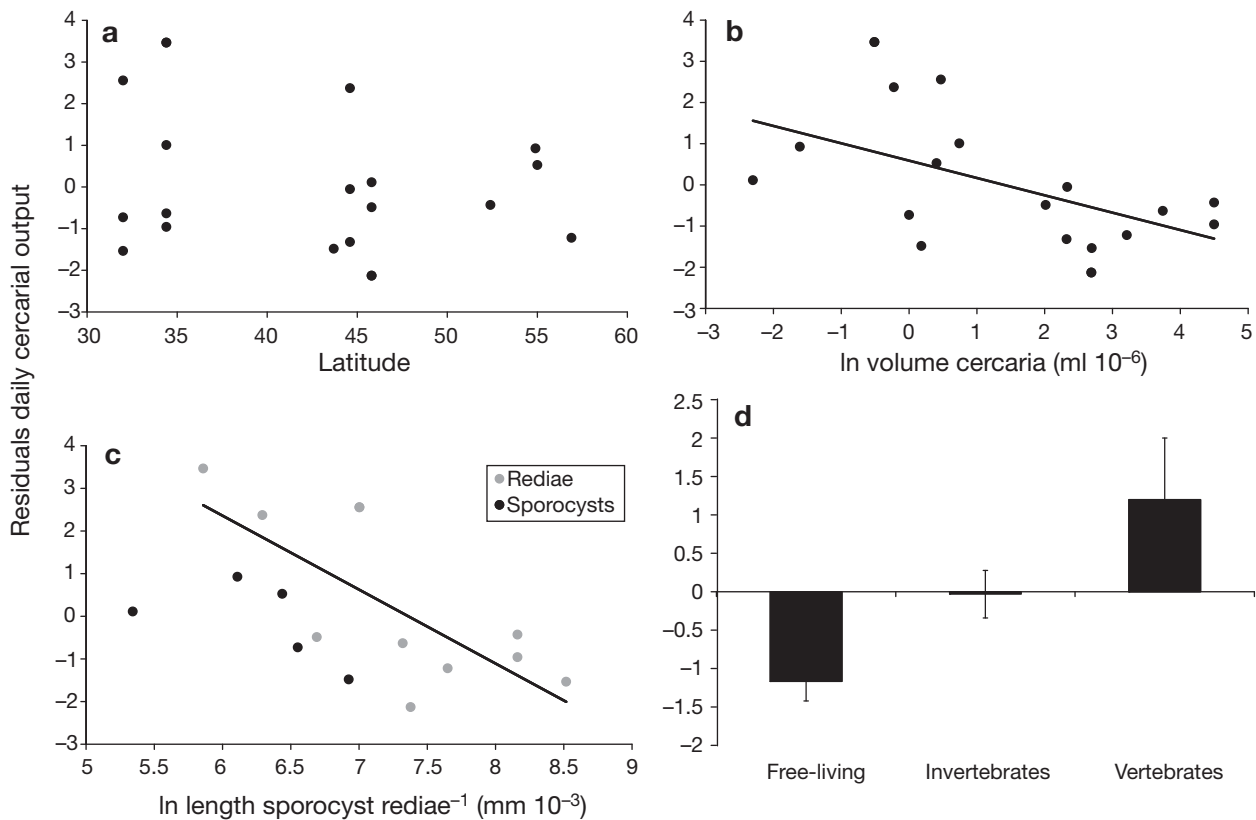 Residuals daily cercarial output
a
4
3
2
1
0
–1
–2
–3
30 35 40 45 50 55 60
Latitude
b
4
3
2
1
0
–1
–2
–3
–3 –2 –1 0 1 2 3 4 5
ln volume cercaria (ml 10⁻⁶)
c
4
3
2
1
0
–1
–2
–3
Rediae
Sporocysts
5 5.5 6 6.5 7 7.5 8 8.5 9
ln length sporocyst rediae⁻¹ (mm 10⁻³)
d
2.5
2
1.5
1
0.5
0
–0.5
–1
–1.5
–2
Free-living Invertebrates Vertebrates